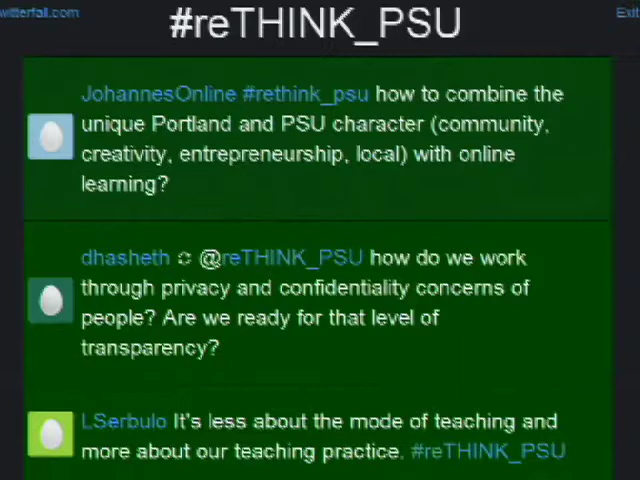 witterfall.com
Exit
#reTHINK_PSU
JohannesOnline #rethink_psu how to combine the
unique Portland and PSU character (community,
creativity, entrepreneurship, local) with online
learning?
dhasheth @reTHINK_PSU how do we work
through privacy and confidentiality concerns of
people? Are we ready for that level of
transparency?
LSerbulo It's less about the mode of teaching and
more about our teaching practice. #reTHINK_PSU